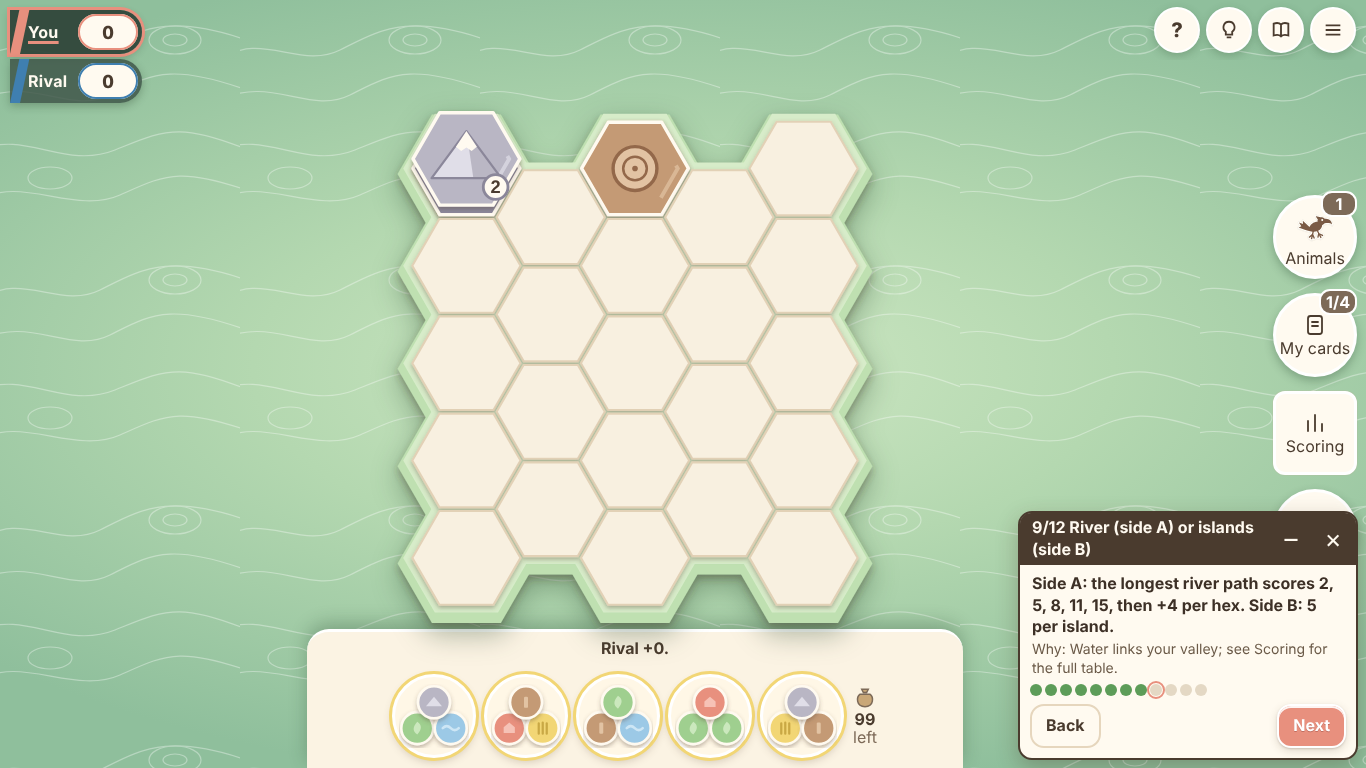 You 0
Rival 0
?
2
1
Animals
1/4
My cards
Scoring
9/12 River (side A) or islands
(side B)
Side A: the longest river path scores 2,
5, 8, 11, 15, then +4 per hex. Side B: 5
per island.
Why: Water links your valley; see Scoring for
the full table.
Back
Next
Rival +0.
99
left